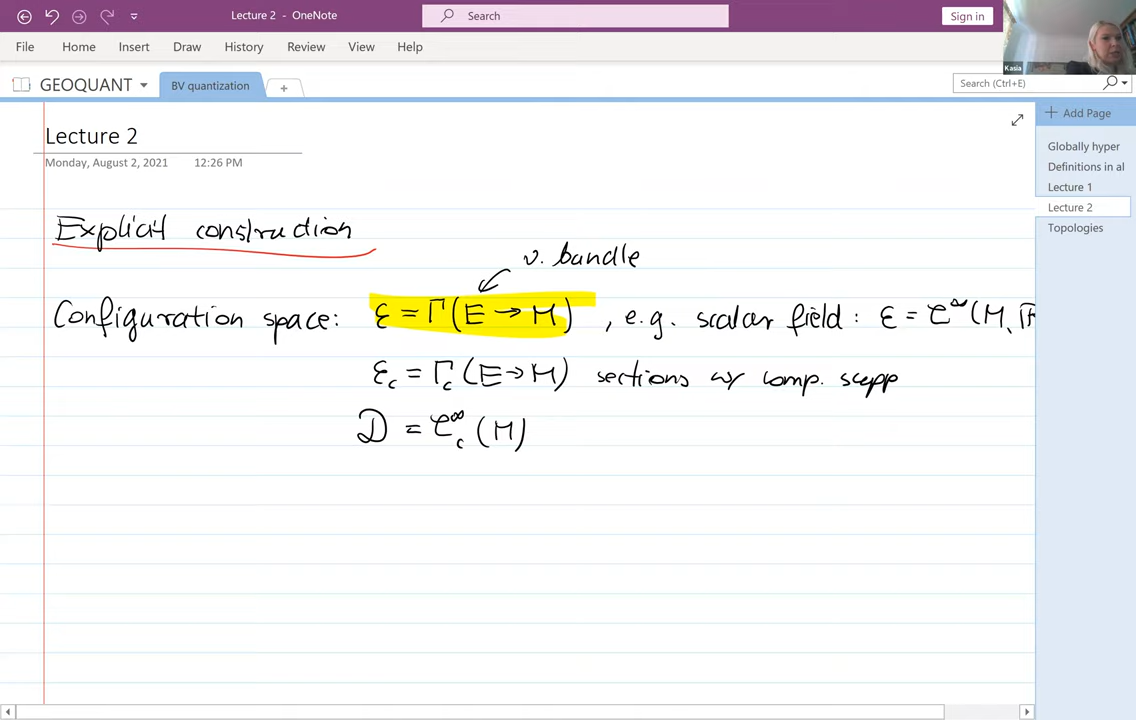 Lecture 2 - OneNote
Search
Sign in
File Home Insert Draw History Review View Help
Kasia
GEOQUANT
BV quantization
Search (Ctrl+E)
Add Page
Globally hyper
Definitions in al
Lecture 1
Lecture 2
Topologies
Lecture 2
Monday, August 2, 2021 12:26 PM
Explicit construction
v. bundle
Configuration space: ℰ = Γ(E → M), e.g. scalar field: ℰ = 𝒞^∞(M, ℝ
ℰ_c = Γ_c(E → M) sections w/ comp. supp
𝒟 = 𝒞_c^∞(M)